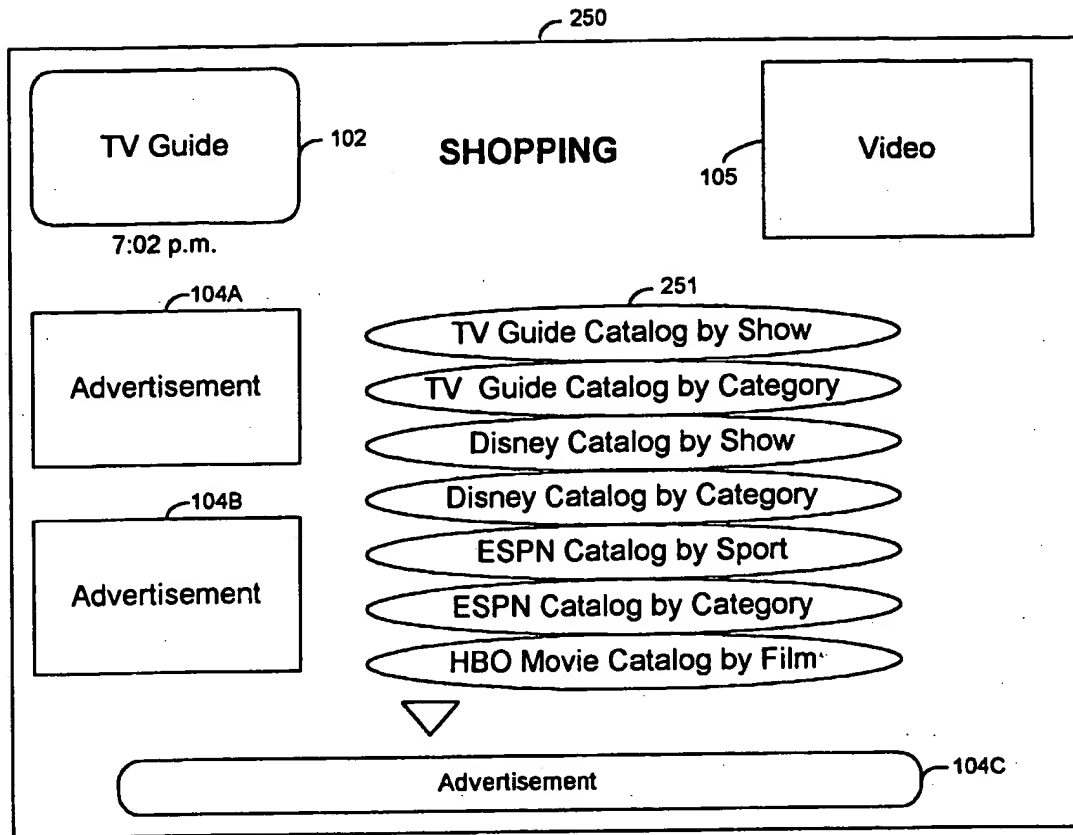 250
TV Guide
102
SHOPPING
105
Video
7:02 p.m.
104A
Advertisement
104B
Advertisement
251
TV Guide Catalog by Show
TV Guide Catalog by Category
Disney Catalog by Show
Disney Catalog by Category
ESPN Catalog by Sport
ESPN Catalog by Category
HBO Movie Catalog by Film
Advertisement
104C